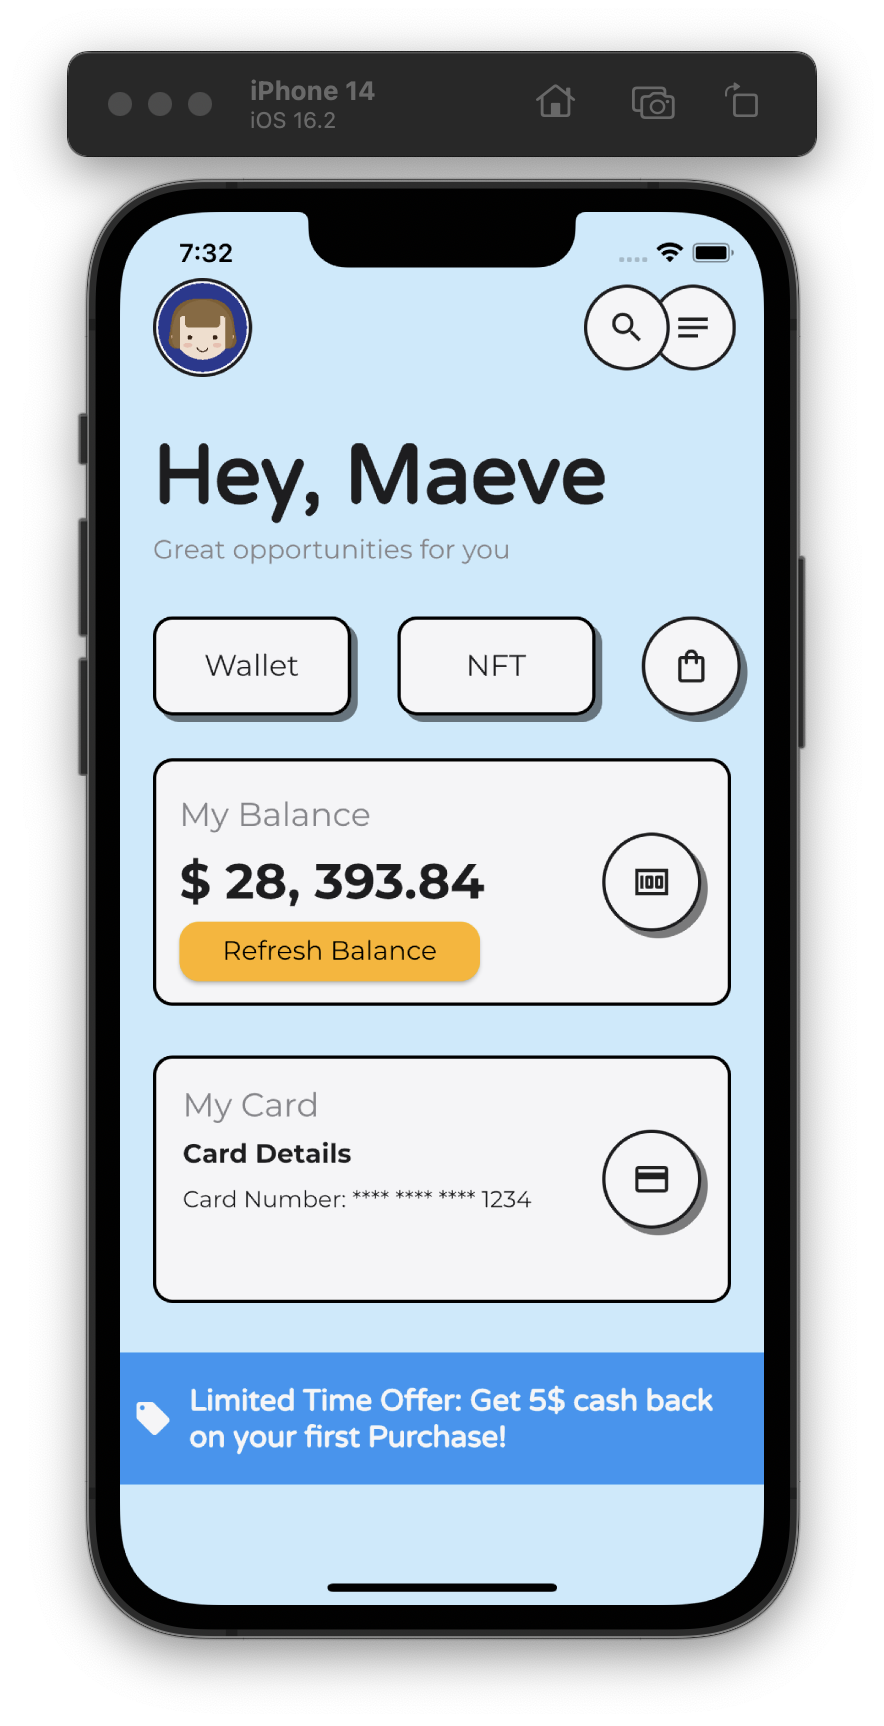 iPhone 14
iOS 16.2
7:32
Hey, Maeve
Great opportunities for you
Wallet
NFT
My Balance
$ 28, 393.84
100
Refresh Balance
My Card
Card Details
Card Number: **** **** **** 1234
Limited Time Offer: Get 5$ cash back
on your first Purchase!